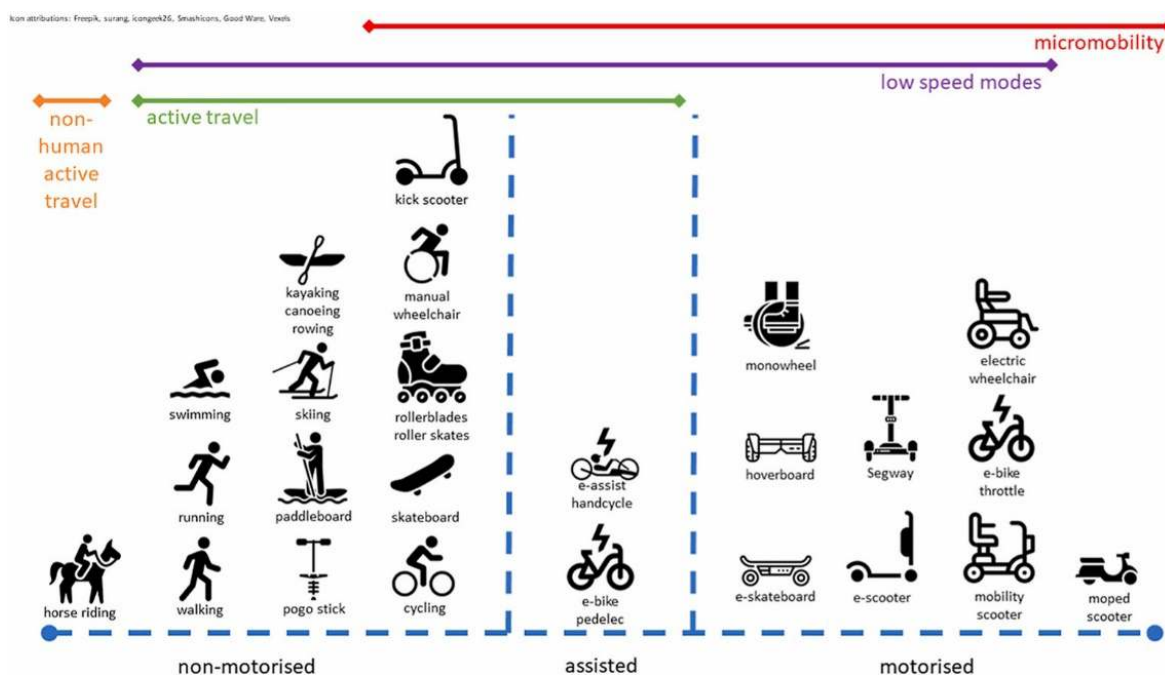 Icon attributions: Freepik, surang, icongeek26, Smashicons, Good Ware, Vexels
micromobility
low speed modes
active travel
non-
human
active
travel
kick scooter
kayaking
canoeing
rowing
manual
wheelchair
monowheel
electric
wheelchair
swimming
skiing
rollerblades
roller skates
hoverboard
Segway
e-bike
throttle
e-assist
handcycle
running
paddleboard
skateboard
horse riding
walking
pogo stick
cycling
e-bike
pedelec
e-skateboard
e-scooter
mobility
scooter
moped
scooter
non-motorised
assisted
motorised